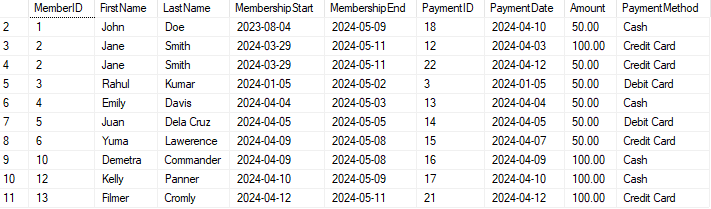 MemberID FirstName LastName MembershipStart MembershipEnd PaymentID PaymentDate Amount PaymentMethod
2 1 John Doe 2023-08-04 2024-05-09 18 2024-04-10 50.00 Cash
3 2 Jane Smith 2024-03-29 2024-05-11 12 2024-04-03 100.00 Credit Card
4 2 Jane Smith 2024-03-29 2024-05-11 22 2024-04-12 50.00 Credit Card
5 3 Rahul Kumar 2024-01-05 2024-05-02 3 2024-01-05 50.00 Debit Card
6 4 Emily Davis 2024-04-04 2024-05-03 13 2024-04-04 50.00 Cash
7 5 Juan Dela Cruz 2024-04-05 2024-05-05 14 2024-04-05 50.00 Debit Card
8 6 Yuma Lawerence 2024-04-09 2024-05-08 15 2024-04-07 50.00 Credit Card
9 10 Demetra Commander 2024-04-09 2024-05-08 16 2024-04-09 100.00 Cash
10 12 Kelly Panner 2024-04-10 2024-05-09 17 2024-04-10 100.00 Cash
11 13 Filmer Cromly 2024-04-12 2024-05-11 21 2024-04-12 100.00 Credit Card